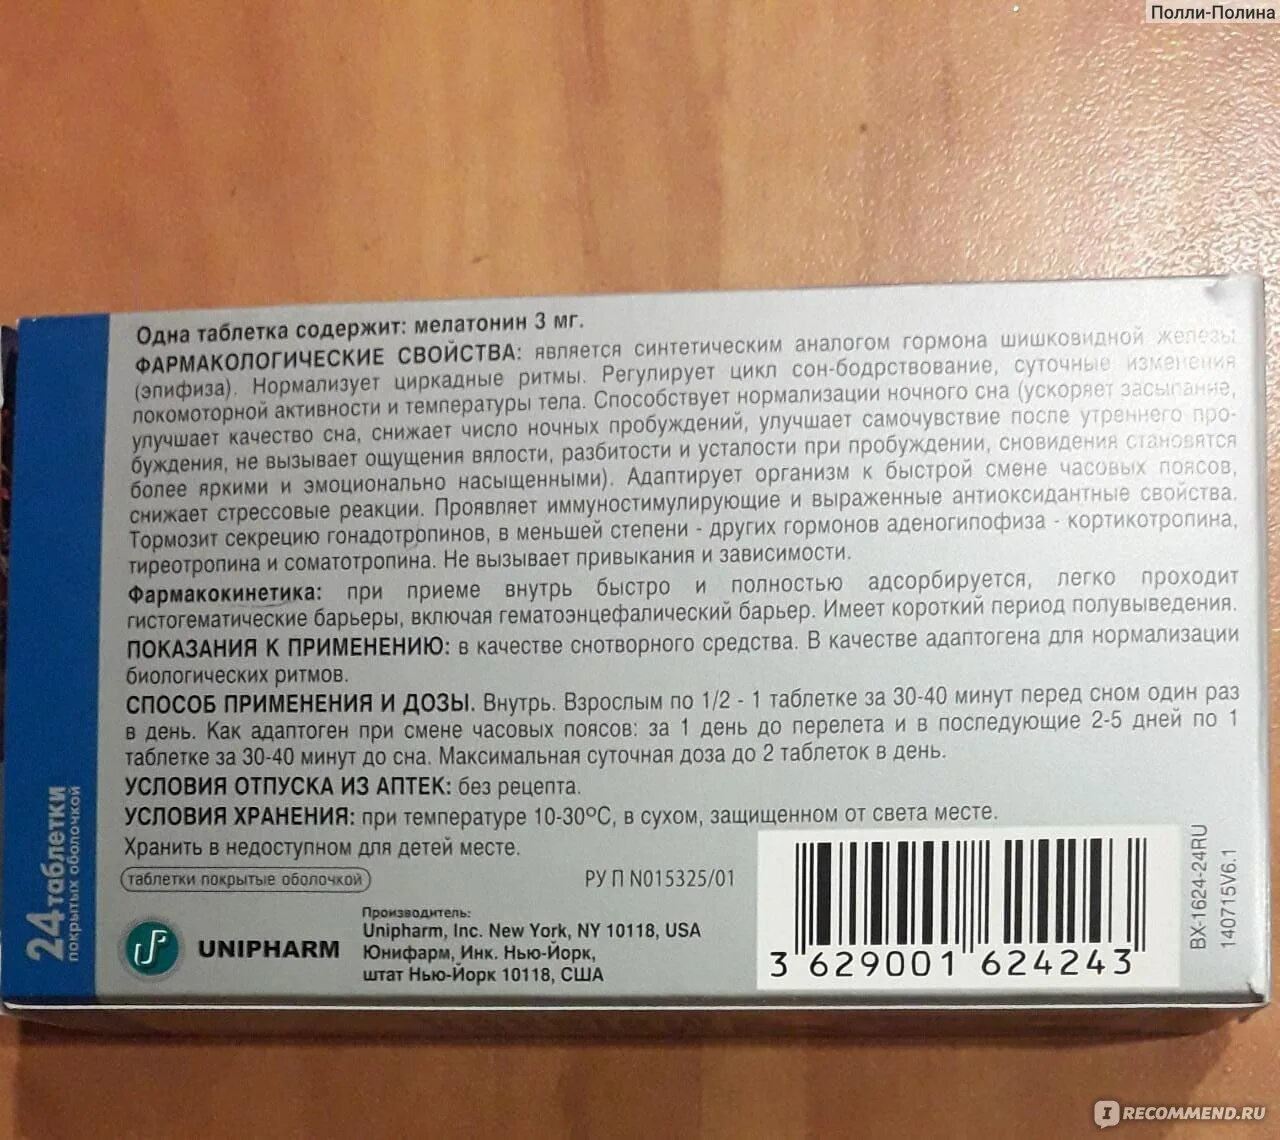 Полли-Полина
Одна таблетка содержит: мелатонин 3 мг.
ФАРМАКОЛОГИЧЕСКИЕ СВОЙСТВА: является синтетическим аналогом гормона шишковидной железы
(эпифиза). Нормализует циркадные ритмы. Регулирует цикл сон-бодрствование, суточные изменения
локомоторной активности и температуры тела. Способствует нормализации ночного сна (ускоряет засыпание,
улучшает качество сна, снижает число ночных пробуждений, улучшает самочувствие после утреннего про-
буждения, не вызывает ощущения вялости, разбитости и усталости при пробуждении, сновидения становятся
более яркими и эмоционально насыщенными). Адаптирует организм к быстрой смене часовых поясов,
снижает стрессовые реакции. Проявляет иммуностимулирующие и выраженные антиоксидантные свойства.
Тормозит секрецию гонадотропинов, в меньшей степени - других гормонов аденогипофиза - кортикотропина,
тиреотропина и соматотропина. Не вызывает привыкания и зависимости.
Фармакокинетика: при приеме внутрь быстро и полностью адсорбируется, легко проходит
гистогематические барьеры, включая гематоэнцефалический барьер. Имеет короткий период полувыведения.
ПОКАЗАНИЯ К ПРИМЕНЕНИЮ: в качестве снотворного средства. В качестве адаптогена для нормализации
биологических ритмов.
СПОСОБ ПРИМЕНЕНИЯ И ДОЗЫ. Внутрь. Взрослым по 1/2 - 1 таблетке за 30-40 минут перед сном один раз
в день. Как адаптоген при смене часовых поясов: за 1 день до перелета и в последующие 2-5 дней по 1
таблетке за 30-40 минут до сна. Максимальная суточная доза до 2 таблеток в день.
УСЛОВИЯ ОТПУСКА ИЗ АПТЕК: без рецепта.
УСЛОВИЯ ХРАНЕНИЯ: при температуре 10-30ºС, в сухом, защищенном от света месте.
Хранить в недоступном для детей месте.
таблетки покрытые оболочкой
РУ П N015325/01
UNIPHARM
Производитель:
Unipharm, Inc. New York, NY 10118, USA
Юнифарм, Инк. Нью-Йорк,
штат Нью-Йорк 10118, США
3 629001 624243
BX-1624-24RU
140715V6.1
24 таблетки
покрытых оболочкой
IRECOMMEND.RU